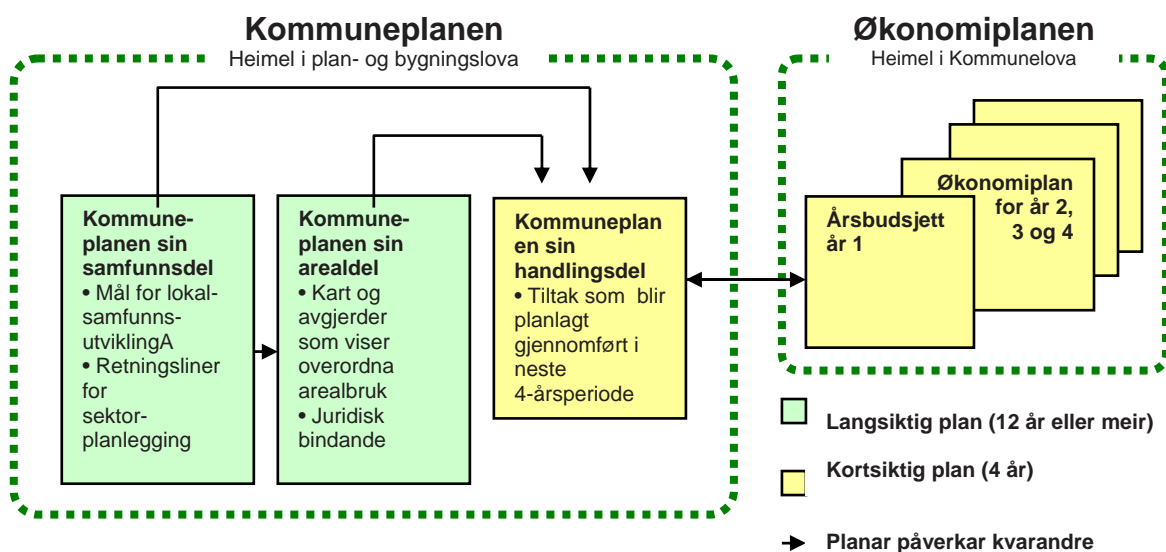 Kommuneplanen
Heimel i plan- og bygningslova
Kommune-
planen sin
samfunnsdel
• Mål for lokal-
samfunns-
utviklingA
• Retningsliner
for
sektor-
planlegging
Kommune-
planen sin
arealdel
• Kart og
avgjerder
som viser
overordna
arealbruk
• Juridisk
bindande
Kommuneplan
en sin
handlingsdel
• Tiltak som blir
planlagt
gjennomført i
neste
4-årsperiode
Økonomiplanen
Heimel i Kommunelova
Årsbudsjett
år 1
Økonomiplan
for år 2,
3 og 4
Langsiktig plan (12 år eller meir)
Kortsiktig plan (4 år)
Planar påverkar kvarandre